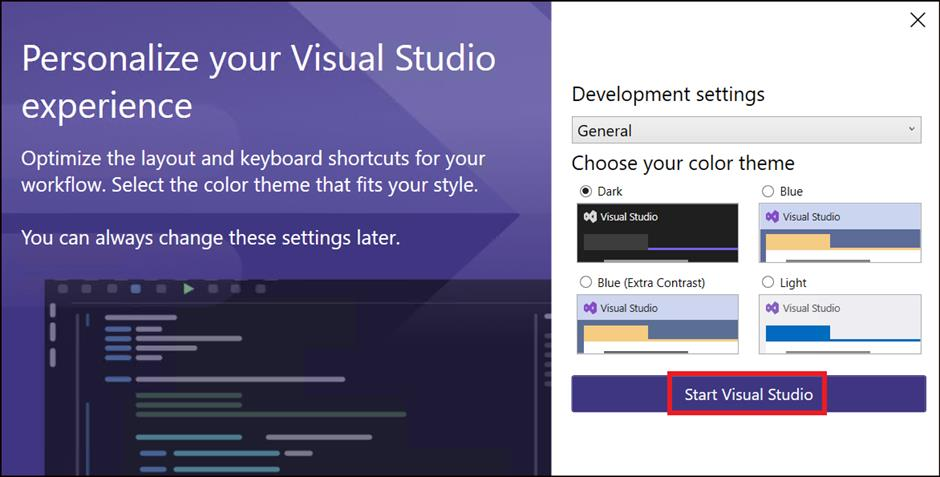 Personalize your Visual Studio
experience
Optimize the layout and keyboard shortcuts for your
workflow. Select the color theme that fits your style.
You can always change these settings later.
Development settings
General
Choose your color theme
Dark
Blue
Visual Studio
Visual Studio
Blue (Extra Contrast)
Light
Visual Studio
Visual Studio
Start Visual Studio